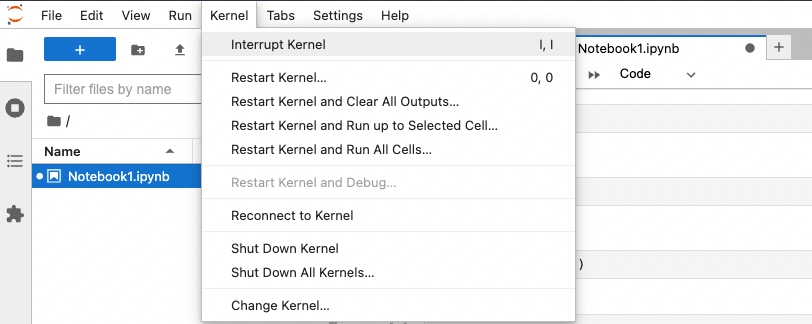 File Edit View Run Kernel Tabs Settings Help
Interrupt Kernel I, I
Restart Kernel... 0, 0
Restart Kernel and Clear All Outputs...
Restart Kernel and Run up to Selected Cell...
Restart Kernel and Run All Cells...
Restart Kernel and Debug...
Reconnect to Kernel
Shut Down Kernel
Shut Down All Kernels...
Change Kernel...
+
Filter files by name
/
Name
Notebook1.ipynb
Notebook1.ipynb +
Code
)